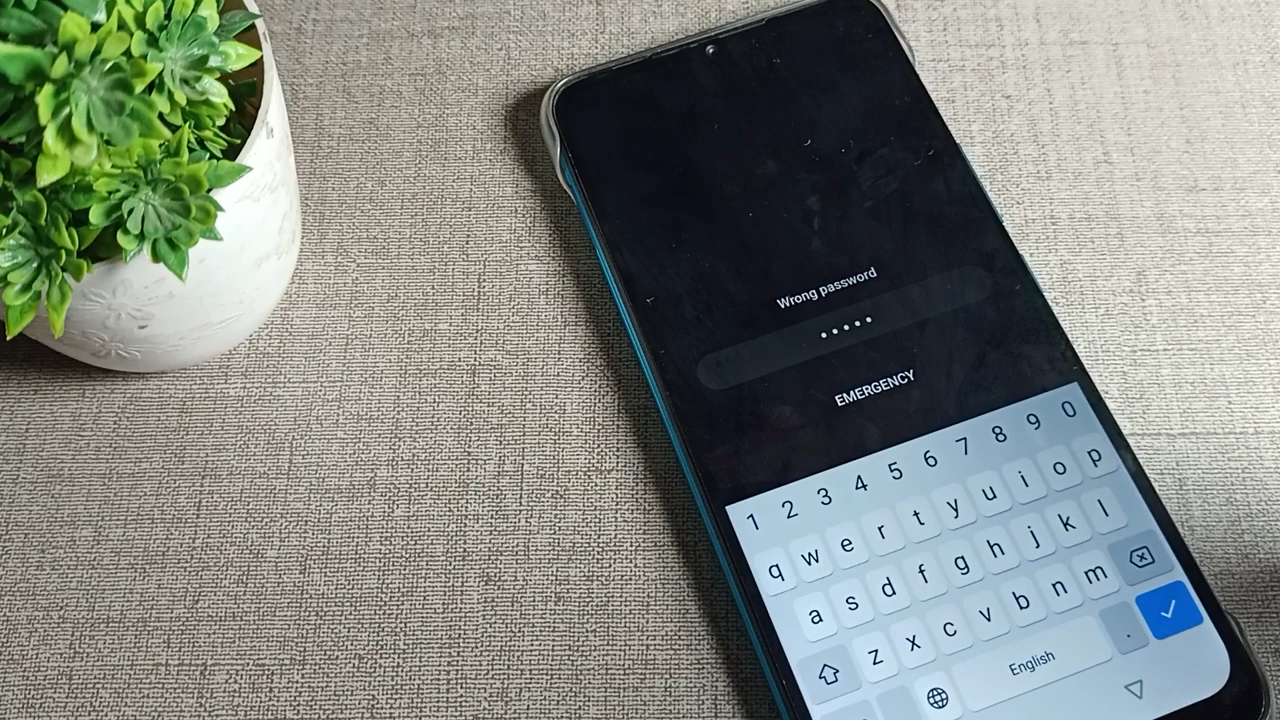 Wrong password
•••••
EMERGENCY
1 2 3 4 5 6 7 8 9 0
q w e r t y u i o p
a s d f g h j k l
z x c v b n m
English .